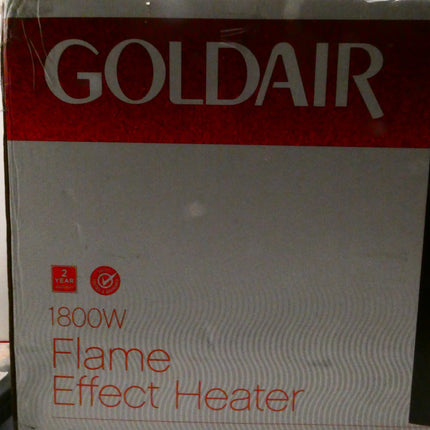 GOLDAIR
2
YEAR
1800W
Flame
Effect Heater